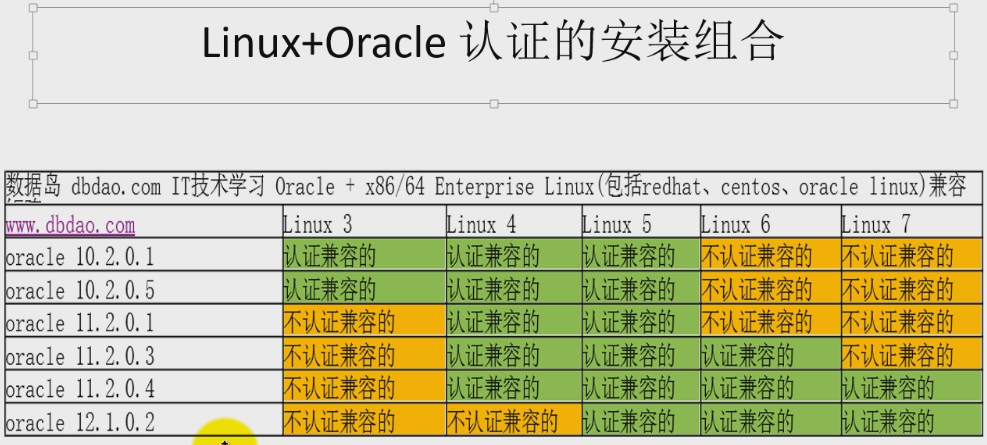 Linux+Oracle 认证的安装组合
数据岛 dbdao.com IT技术学习 Oracle + x86/64 Enterprise Linux(包括redhat、centos、oracle linux)兼容
www.dbdao.com Linux 3 Linux 4 Linux 5 Linux 6 Linux 7
oracle 10.2.0.1 认证兼容的 认证兼容的 认证兼容的 不认证兼容的 不认证兼容的
oracle 10.2.0.5 认证兼容的 认证兼容的 认证兼容的 不认证兼容的 不认证兼容的
oracle 11.2.0.1 不认证兼容的 认证兼容的 认证兼容的 不认证兼容的 不认证兼容的
oracle 11.2.0.3 不认证兼容的 认证兼容的 认证兼容的 认证兼容的 不认证兼容的
oracle 11.2.0.4 不认证兼容的 认证兼容的 认证兼容的 认证兼容的 认证兼容的
oracle 12.1.0.2 不认证兼容的 不认证兼容的 认证兼容的 认证兼容的 认证兼容的